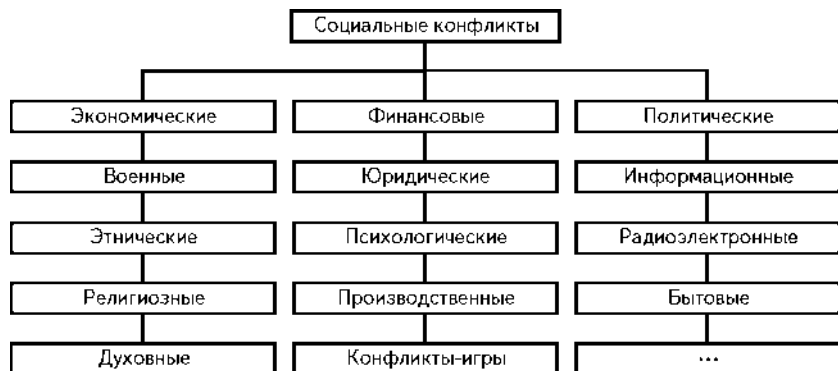 Социальные конфликты
Экономические
Финансовые
Политические
Военные
Юридические
Информационные
Этнические
Психологические
Радиоэлектронные
Религиозные
Производственные
Бытовые
Духовные
Конфликты-игры
...